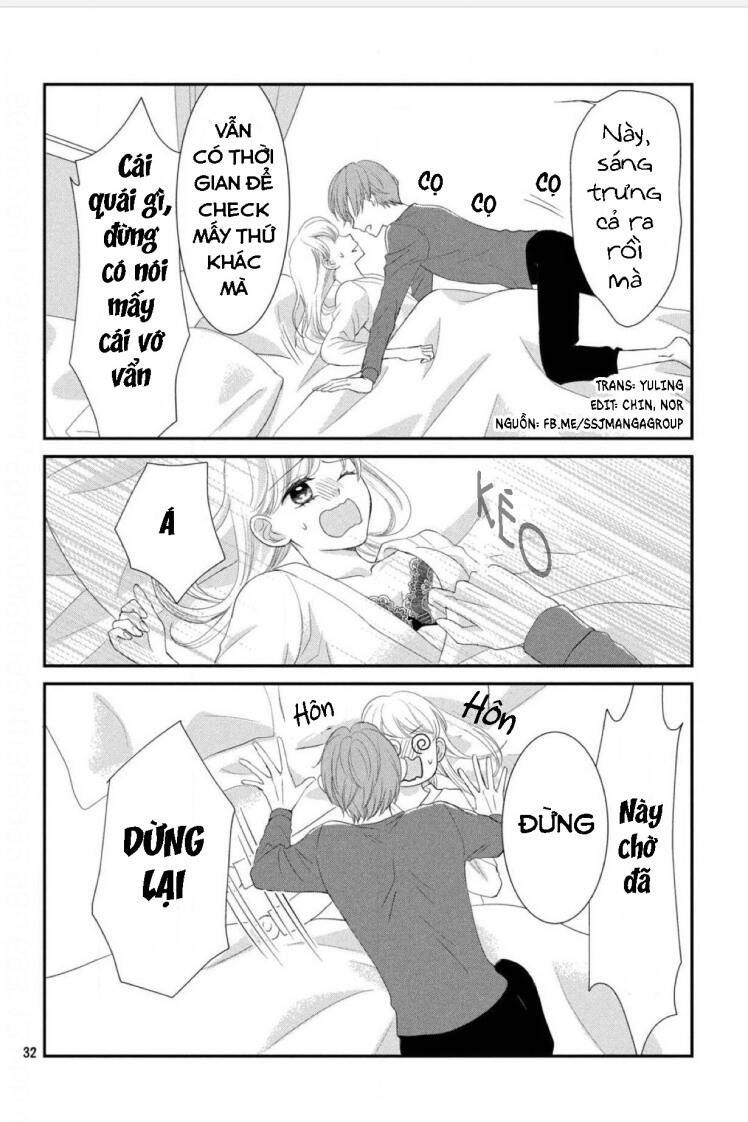 Này,
sáng
trưng
cả ra
rồi
mà
CỌ
CỌ
CỌ
VẪN
CÓ THỜI
GIAN ĐỂ
CHECK
MẤY THỨ
KHÁC
MÀ
Cái
quái gì,
đừng
có nói
mấy
cái vớ
vẩn
TRANS: YULING
EDIT: CHIN, NOR
NGUỒN: FB.ME/SSJMANGAGROUP
KÉO
Á
Này
chờ
đã
Hôn
Hôn
ĐỪNG
DỪNG
LẠI
32